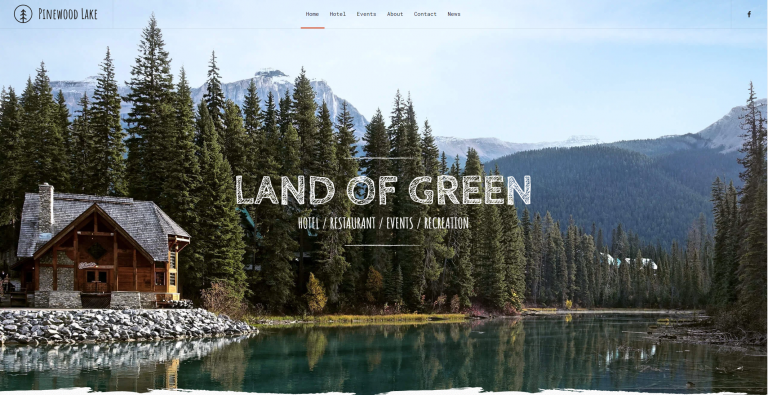 Pinewood Lake
Home Hotel Events About Contact News
LAND OF GREEN
HOTEL / RESTAURANT / EVENTS / RECREATION